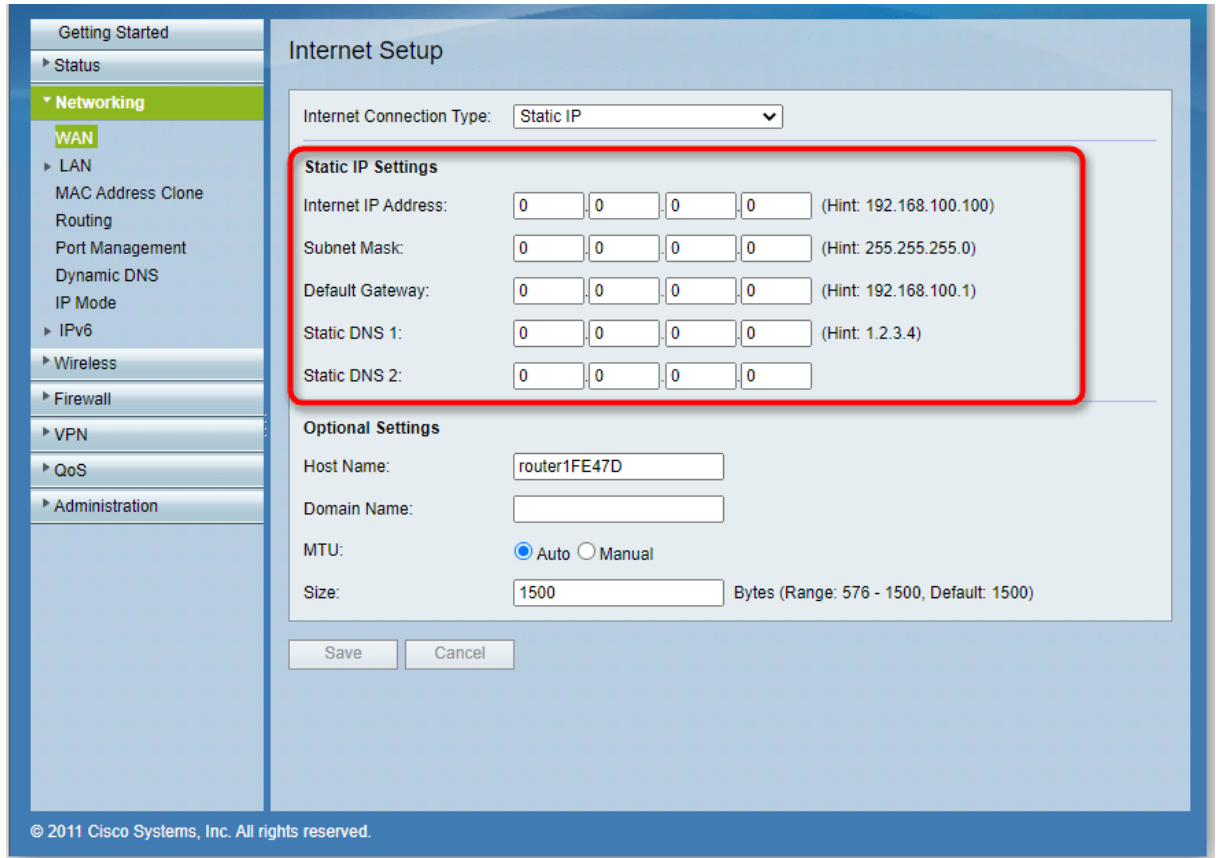 Getting Started
Status
Networking
WAN
LAN
MAC Address Clone
Routing
Port Management
Dynamic DNS
IP Mode
IPv6
Wireless
Firewall
VPN
QoS
Administration
Internet Setup
Internet Connection Type: Static IP
Static IP Settings
Internet IP Address: 0 . 0 . 0 . 0 (Hint: 192.168.100.100)
Subnet Mask: 0 . 0 . 0 . 0 (Hint: 255.255.255.0)
Default Gateway: 0 . 0 . 0 . 0 (Hint: 192.168.100.1)
Static DNS 1: 0 . 0 . 0 . 0 (Hint: 1.2.3.4)
Static DNS 2: 0 . 0 . 0 . 0
Optional Settings
Host Name: router1FE47D
Domain Name:
MTU: Auto Manual
Size: 1500 Bytes (Range: 576 - 1500, Default: 1500)
Save Cancel
© 2011 Cisco Systems, Inc. All rights reserved.